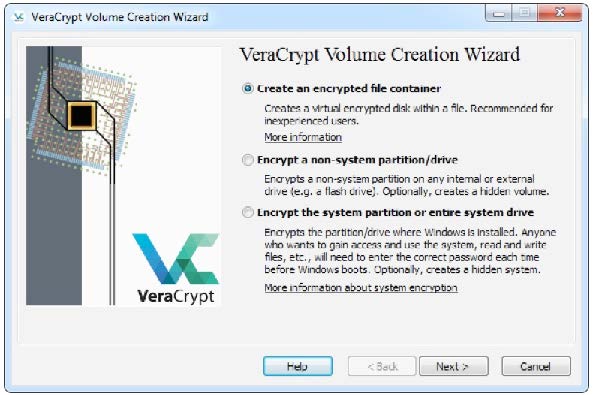 VeraCrypt Volume Creation Wizard
VeraCrypt Volume Creation Wizard
Create an encrypted file container
Creates a virtual encrypted disk within a file. Recommended for
inexperienced users.
More information
Encrypt a non-system partition/drive
Encrypts a non-system partition on any internal or external
drive (e.g. a flash drive). Optionally, creates a hidden volume.
Encrypt the system partition or entire system drive
Encrypts the partition/drive where Windows is installed. Anyone
who wants to gain access and use the system, read and write
files, etc., will need to enter the correct password each time
before Windows boots. Optionally, creates a hidden system.
More information about system encryption
VeraCrypt
Help
< Back
Next >
Cancel